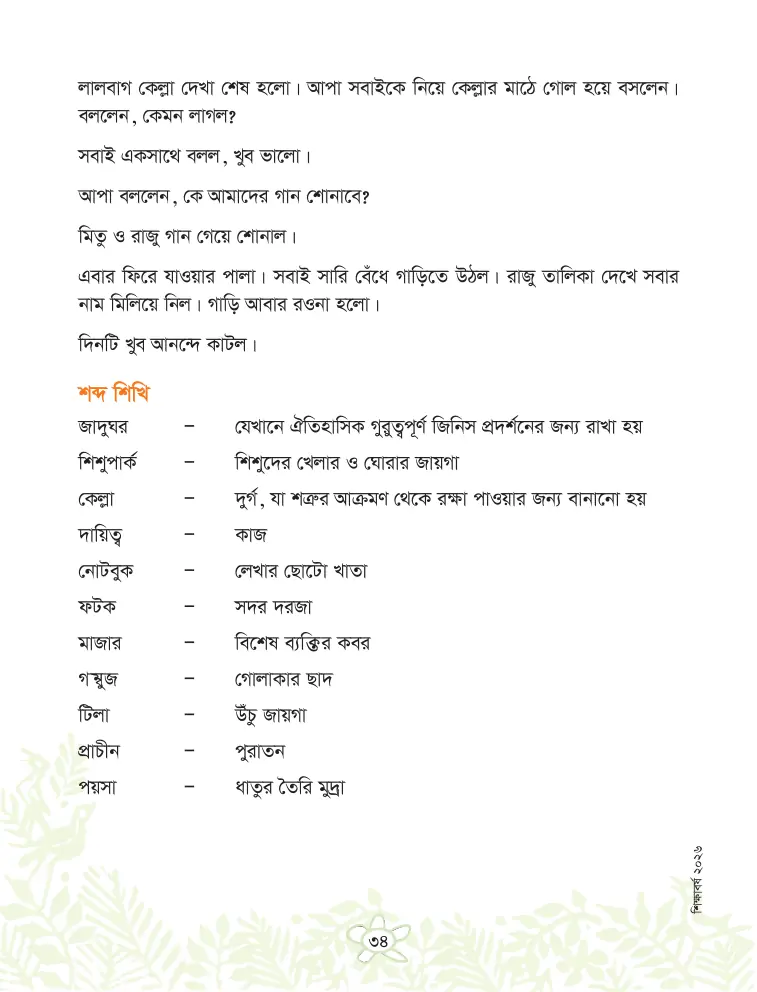 লালবাগ কেল্লা দেখা শেষ হলো। আপা সবাইকে নিয়ে কেল্লার মাঠে গোল হয়ে বসলেন।
বললেন, কেমন লাগল?
সবাই একসাথে বলল, খুব ভালো।
আপা বললেন, কে আমাদের গান শোনাবে?
মিতু ও রাজু গান গেয়ে শোনাল।
এবার ফিরে যাওয়ার পালা। সবাই সারি বেঁধে গাড়িতে উঠল। রাজু তালিকা দেখে সবার
নাম মিলিয়ে নিল। গাড়ি আবার রওনা হলো।
দিনটি খুব আনন্দে কাটল।
শব্দ শিখি
জাদুঘর – যেখানে ঐতিহাসিক গুরুত্বপূর্ণ জিনিস প্রদর্শনের জন্য রাখা হয়
শিশুপার্ক – শিশুদের খেলার ও ঘোরার জায়গা
কেল্লা – দুর্গ, যা শত্রুর আক্রমণ থেকে রক্ষা পাওয়ার জন্য বানানো হয়
দায়িত্ব – কাজ
নোটবুক – লেখার ছোটো খাতা
ফটক – সদর দরজা
মাজার – বিশেষ ব্যক্তির কবর
গম্বুজ – গোলাকার ছাদ
টিলা – উঁচু জায়গা
প্রাচীন – পুরাতন
পয়সা – ধাতুর তৈরি মুদ্রা
শিক্ষাবর্ষ ২০২৬
৩৪